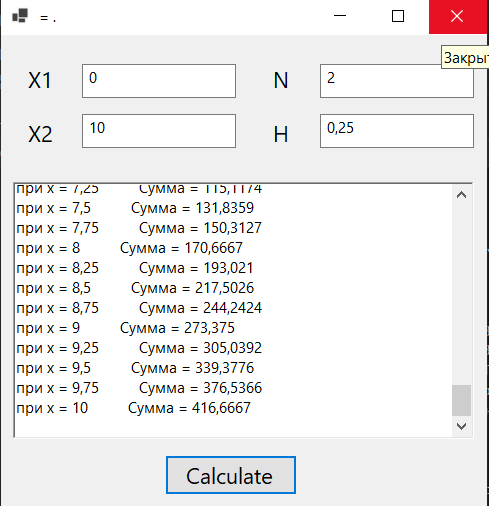 = .
Закрыт
X1 0 N 2
X2 10 H 0,25
при x = 7,25 Сумма = 115,1174
при x = 7,5 Сумма = 131,8359
при x = 7,75 Сумма = 150,3127
при x = 8 Сумма = 170,6667
при x = 8,25 Сумма = 193,021
при x = 8,5 Сумма = 217,5026
при x = 8,75 Сумма = 244,2424
при x = 9 Сумма = 273,375
при x = 9,25 Сумма = 305,0392
при x = 9,5 Сумма = 339,3776
при x = 9,75 Сумма = 376,5366
при x = 10 Сумма = 416,6667
Calculate